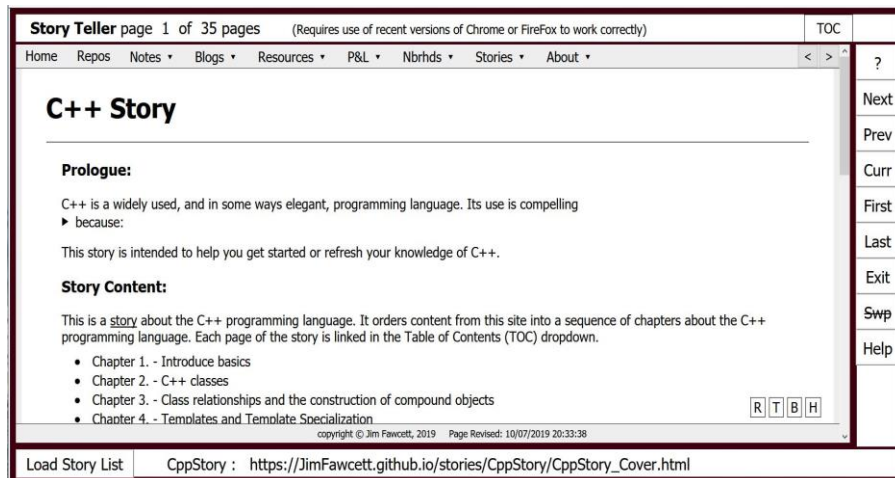 Story Teller page 1 of 35 pages (Requires use of recent versions of Chrome or FireFox to work correctly) TOC
Home Repos Notes ▾ Blogs ▾ Resources ▾ P&L ▾ Nbrhds ▾ Stories ▾ About ▾ < >
?
Next
Prev
Curr
First
Last
Exit
Swp
Help
C++ Story
Prologue:
C++ is a widely used, and in some ways elegant, programming language. Its use is compelling
▶ because:
This story is intended to help you get started or refresh your knowledge of C++.
Story Content:
This is a story about the C++ programming language. It orders content from this site into a sequence of chapters about the C++
programming language. Each page of the story is linked in the Table of Contents (TOC) dropdown.
• Chapter 1. - Introduce basics
• Chapter 2. - C++ classes
• Chapter 3. - Class relationships and the construction of compound objects
• Chapter 4. - Templates and Template Specialization
R T B H
copyright © Jim Fawcett, 2019 Page Revised: 10/07/2019 20:33:38
Load Story List CppStory : https://JimFawcett.github.io/stories/CppStory/CppStory_Cover.html